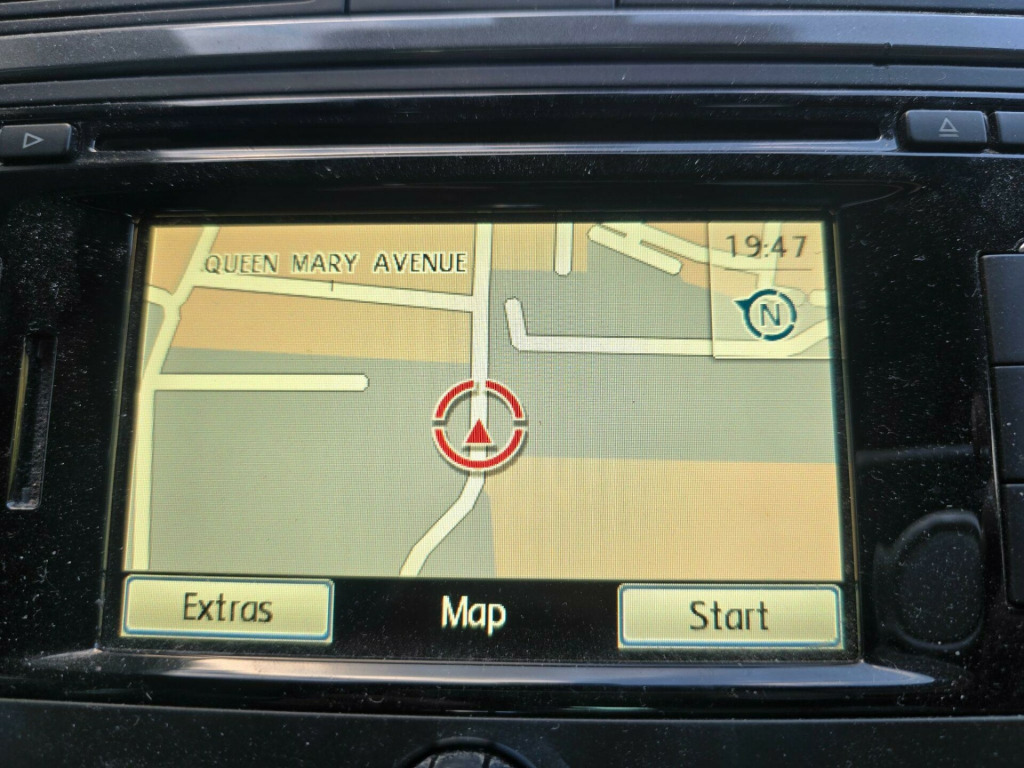 19:47
QUEEN MARY AVENUE
N
Extras
Map
Start